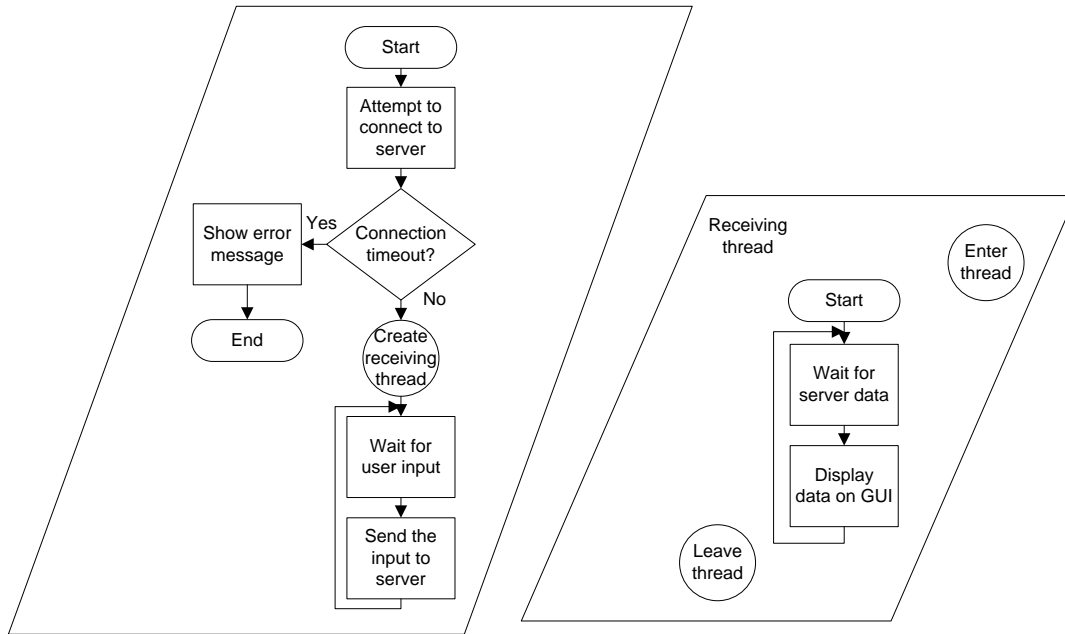 Start
Attempt to
connect to
server
Connection
timeout?
Yes
Show error
message
End
No
Create
receiving
thread
Wait for
user input
Send the
input to
server
Receiving
thread
Enter
thread
Start
Wait for
server data
Display
data on GUI
Leave
thread